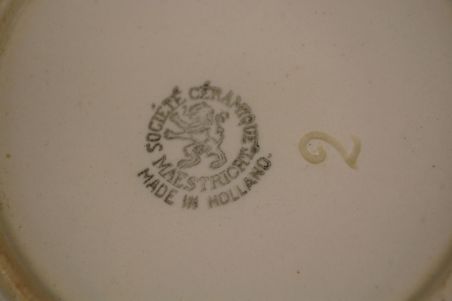 SOCIÉTÉ CÉRAMIQUE
MAESTRICHT
MADE IN HOLLAND.
2